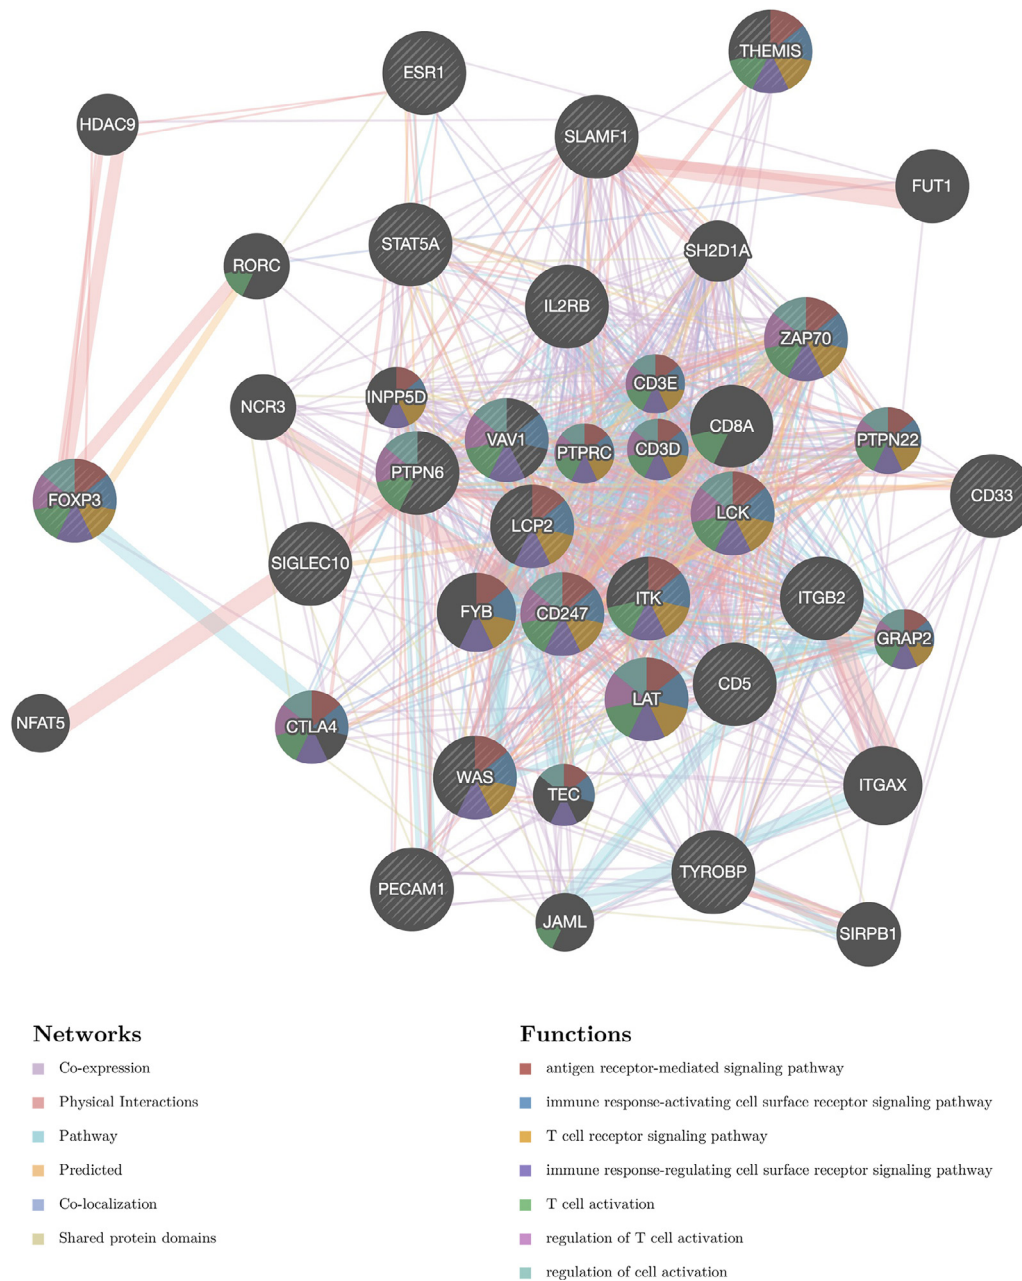 THEMIS
ESR1
HDAC9
SLAMF1
FUT1
STAT5A
SH2D1A
RORC
IL2RB
ZAP70
CD3E
INPP5D
NCR3
CD8A
VAV1
PTPN22
PTPRC
CD3D
PTPN6
CD33
FOXP3
LCK
LCP2
SIGLEC10
ITK
ITGB2
FYB
CD247
GRAP2
CD5
LAT
NFAT5
CTLA4
WAS
ITGAX
TEC
TYROBP
PECAM1
JAML
SIRPB1
Networks
Co-expression
Physical Interactions
Pathway
Predicted
Co-localization
Shared protein domains
Functions
antigen receptor-mediated signaling pathway
immune response-activating cell surface receptor signaling pathway
T cell receptor signaling pathway
immune response-regulating cell surface receptor signaling pathway
T cell activation
regulation of T cell activation
regulation of cell activation